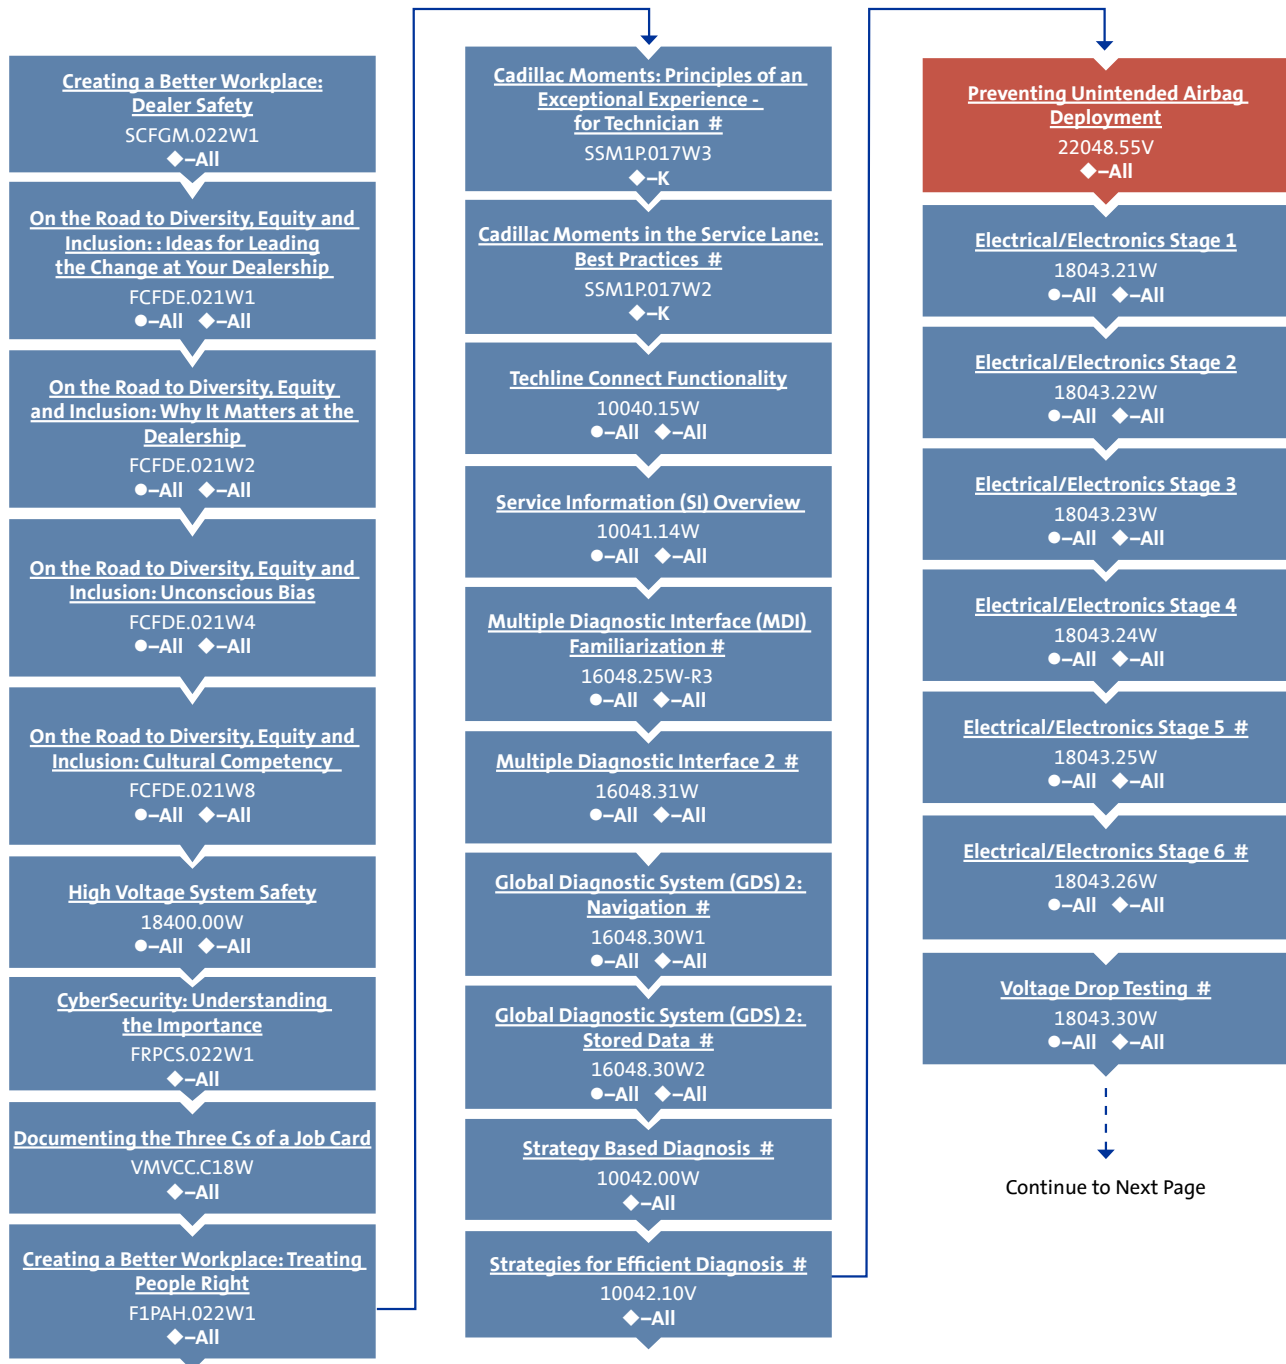 Creating a Better Workplace:
Dealer Safety
SCFGM.022W1
◆–All
On the Road to Diversity, Equity and
Inclusion: : Ideas for Leading
the Change at Your Dealership
FCFDE.021W1
●–All ◆–All
On the Road to Diversity, Equity
and Inclusion: Why It Matters at the
Dealership
FCFDE.021W2
●–All ◆–All
On the Road to Diversity, Equity and
Inclusion: Unconscious Bias
FCFDE.021W4
●–All ◆–All
On the Road to Diversity, Equity and
Inclusion: Cultural Competency
FCFDE.021W8
●–All ◆–All
High Voltage System Safety
18400.00W
●–All ◆–All
CyberSecurity: Understanding
the Importance
FRPCS.022W1
◆–All
Documenting the Three Cs of a Job Card
VMVCC.C18W
◆–All
Creating a Better Workplace: Treating
People Right
F1PAH.022W1
◆–All
Cadillac Moments: Principles of an
Exceptional Experience -
for Technician #
SSM1P.017W3
◆–K
Cadillac Moments in the Service Lane:
Best Practices #
SSM1P.017W2
◆–K
Techline Connect Functionality
10040.15W
●–All ◆–All
Service Information (SI) Overview
10041.14W
●–All ◆–All
Multiple Diagnostic Interface (MDI)
Familiarization #
16048.25W-R3
●–All ◆–All
Multiple Diagnostic Interface 2 #
16048.31W
●–All ◆–All
Global Diagnostic System (GDS) 2:
Navigation #
16048.30W1
●–All ◆–All
Global Diagnostic System (GDS) 2:
Stored Data #
16048.30W2
●–All ◆–All
Strategy Based Diagnosis #
10042.00W
◆–All
Strategies for Efficient Diagnosis #
10042.10V
◆–All
Preventing Unintended Airbag
Deployment
22048.55V
◆–All
Electrical/Electronics Stage 1
18043.21W
●–All ◆–All
Electrical/Electronics Stage 2
18043.22W
●–All ◆–All
Electrical/Electronics Stage 3
18043.23W
●–All ◆–All
Electrical/Electronics Stage 4
18043.24W
●–All ◆–All
Electrical/Electronics Stage 5 #
18043.25W
●–All ◆–All
Electrical/Electronics Stage 6 #
18043.26W
●–All ◆–All
Voltage Drop Testing #
18043.30W
●–All ◆–All
Continue to Next Page